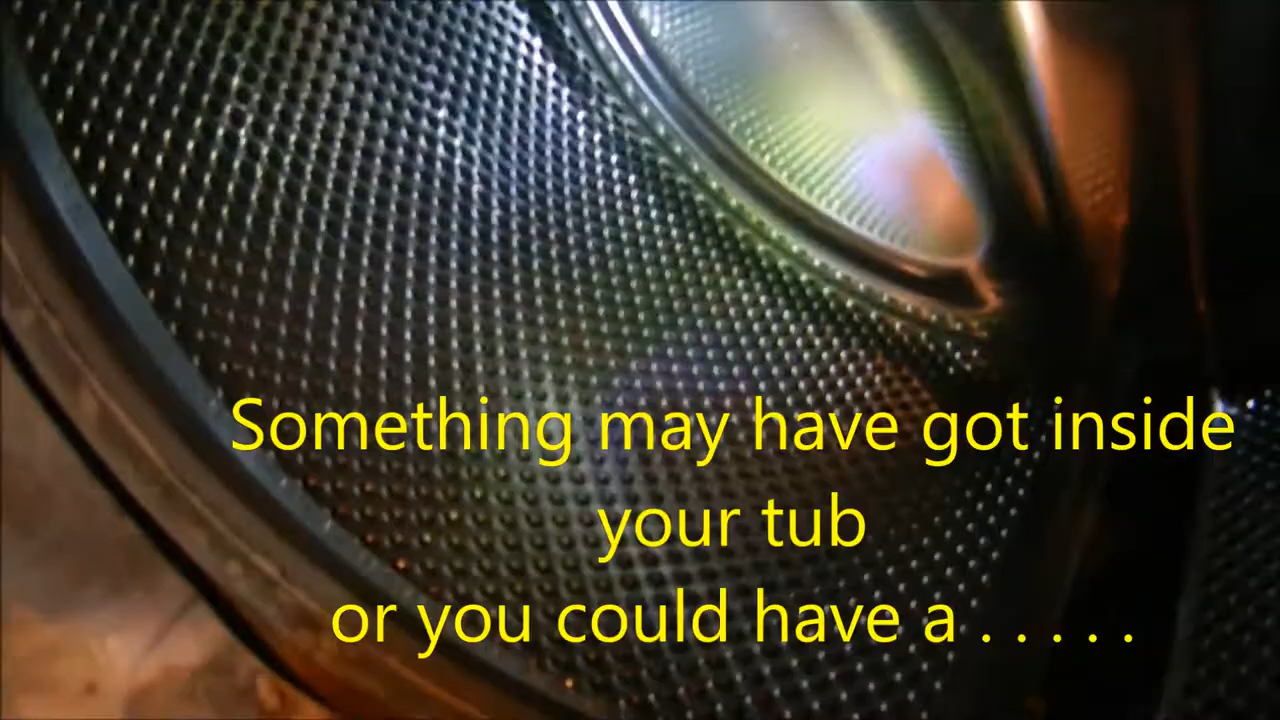 Something may have got inside
your tub
or you could have a . . . . .